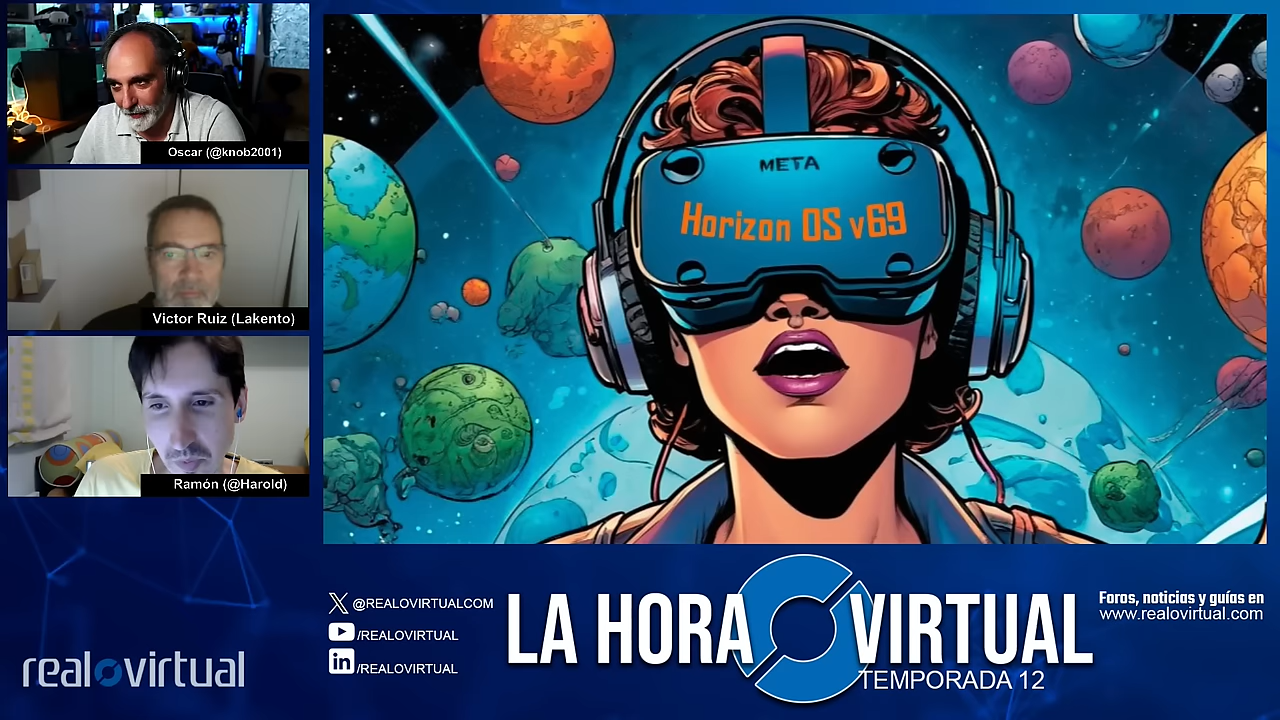 Oscar (@knob2001)
Victor Ruiz (Lakento)
Ramón (@Harold)
META
Horizon OS v69
@REALOVIRTUALCOM
/REALOVIRTUAL
/REALOVIRTUAL
LA HORA VIRTUAL
TEMPORADA 12
Foros, noticias y guías en
www.realovirtual.com
realovirtual